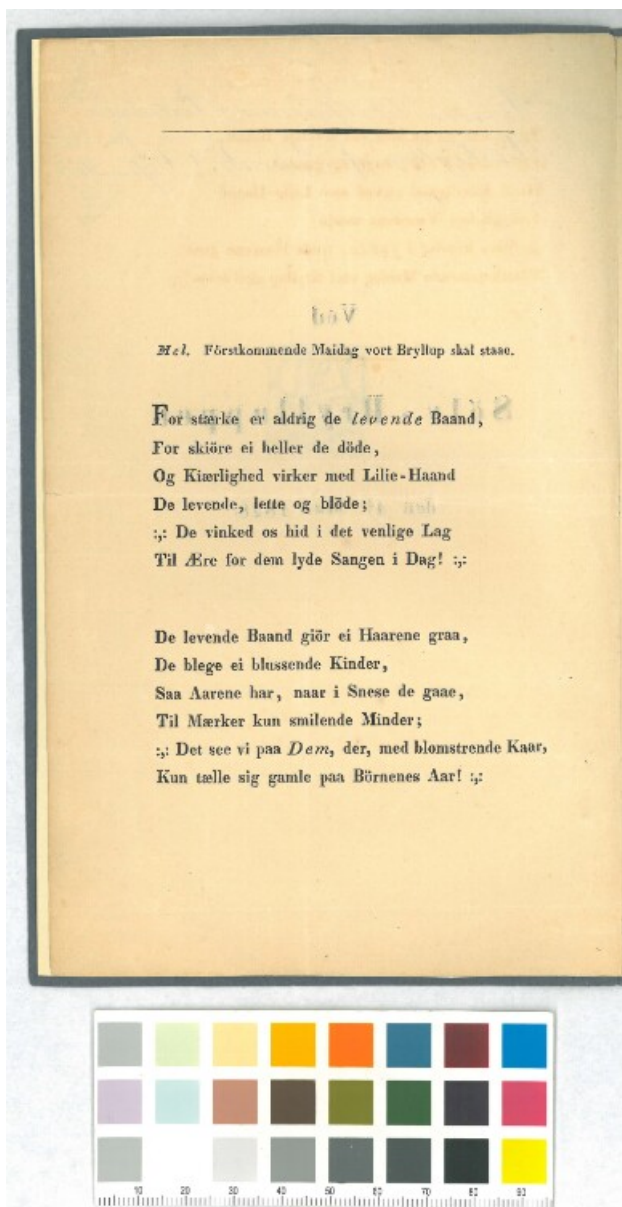 Mel. Förstkommende Maidag vort Bryllup skal staae.
For stærke er aldrig de levende Baand,
For skiöre ei heller de döde,
Og Kiærlighed virker med Lilie-Haand
De levende, lette og blöde;
:,: De vinked os hid i det venlige Lag
Til Ære for dem lyde Sangen i Dag! :,:
De levende Baand giör ei Haarene graa,
De blege ei blussende Kinder,
Saa Aarene har, naar i Snese de gaae,
Til Mærker kun smilende Minder;
:,: Det see vi paa Dem, der, med blomstrende Kaar,
Kun tælle sig gamle paa Börnenes Aar! :,:
10 20 30 40 50 60 70 80 90